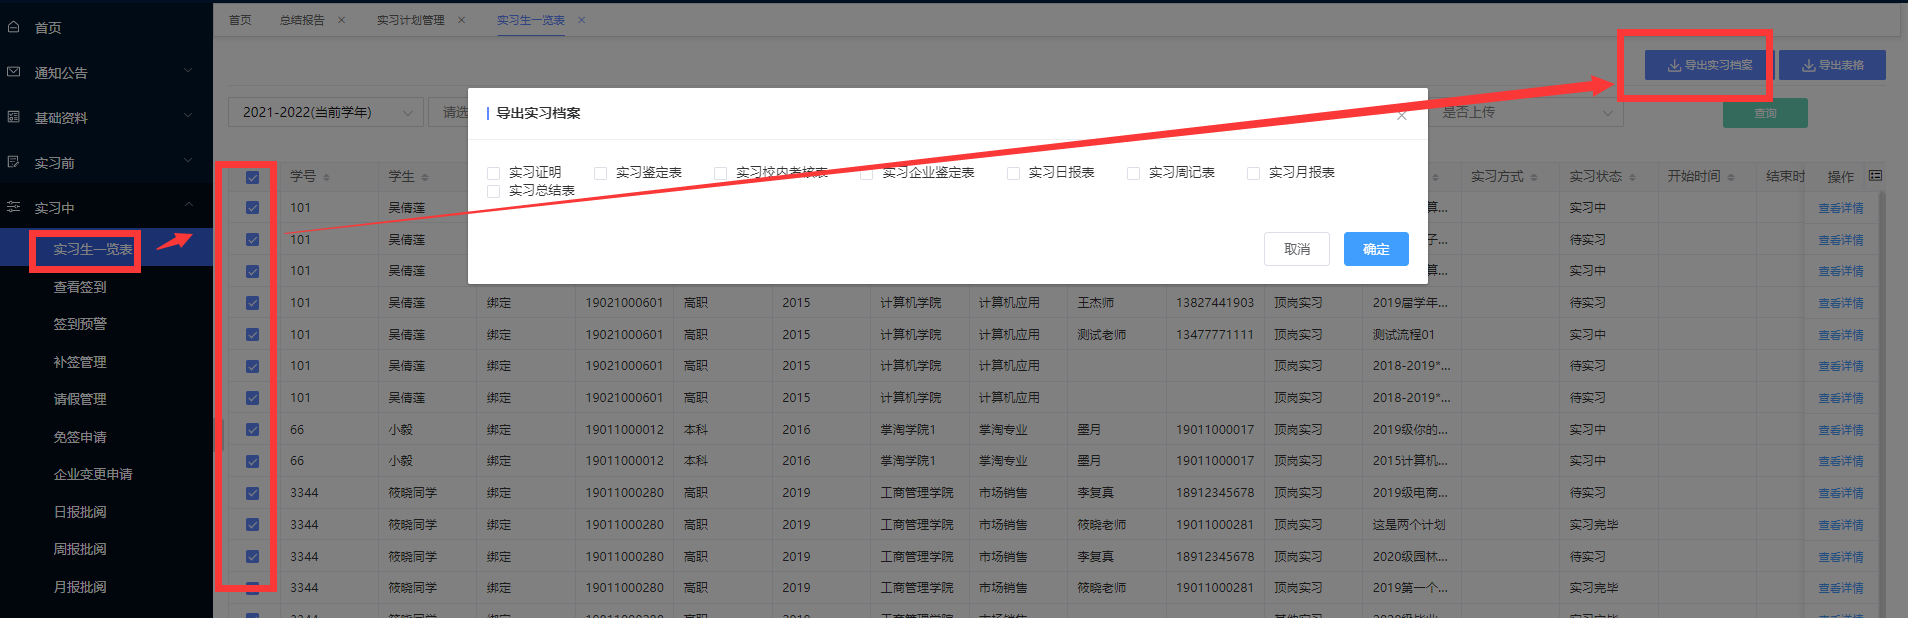 首页
通知公告
基础资料
实习前
实习中
实习生一览表
查看签到
签到预警
补签管理
请假管理
免签申请
企业变更申请
日报批阅
周报批阅
月报批阅
首页 总结报告 × 实习计划管理 × 实习生一览表 ×
导出实习档案 导出表格
2021-2022(当前学年) 请选 是否上传 查询
导出实习档案
实习证明 实习鉴定表 实习校内考核表 实习企业鉴定表 实习日报表 实习周记表 实习月报表
实习总结表
取消 确定
学号 学生 实习方式 实习状态 开始时间 结束时 操作
101 吴倩莲 算... 实习中 查看详情
101 吴倩莲 子... 待实习 查看详情
101 吴倩莲 算... 实习中 查看详情
101 吴倩莲 绑定 19021000601 高职 2015 计算机学院 计算机应用 王杰师 13827441903 顶岗实习 2019届学年... 待实习 查看详情
101 吴倩莲 绑定 19021000601 高职 2015 计算机学院 计算机应用 测试老师 13477771111 顶岗实习 测试流程01 实习中 查看详情
101 吴倩莲 绑定 19021000601 高职 2015 计算机学院 计算机应用 顶岗实习 2018-2019*... 待实习 查看详情
101 吴倩莲 绑定 19021000601 高职 2015 计算机学院 计算机应用 顶岗实习 2018-2019*... 待实习 查看详情
66 小毅 绑定 19011000012 本科 2016 掌淘学院1 掌淘专业 墨月 19011000017 顶岗实习 2019级你的... 实习中 查看详情
66 小毅 绑定 19011000012 本科 2016 掌淘学院1 掌淘专业 墨月 19011000017 顶岗实习 2015计算机... 实习中 查看详情
3344 筱晓同学 绑定 19011000280 高职 2019 工商管理学院 市场销售 李复真 18912345678 顶岗实习 2019级电商... 待实习 查看详情
3344 筱晓同学 绑定 19011000280 高职 2019 工商管理学院 市场销售 筱晓老师 19011000281 顶岗实习 这是两个计划 实习完毕 查看详情
3344 筱晓同学 绑定 19011000280 高职 2019 工商管理学院 市场销售 李复真 18912345678 顶岗实习 2020级园林... 待实习 查看详情
3344 筱晓同学 绑定 19011000280 高职 2019 工商管理学院 市场销售 筱晓老师 19011000281 顶岗实习 2019第一个... 实习完毕 查看详情